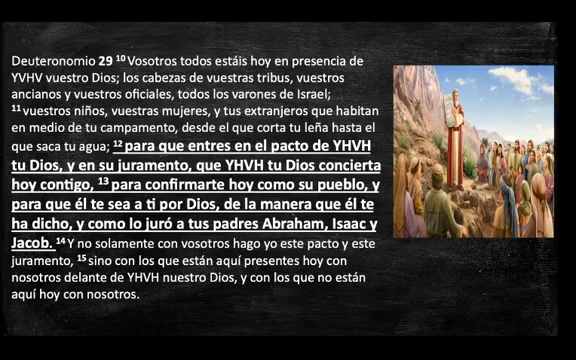 Deuteronomio 29 ¹⁰ Vosotros todos estáis hoy en presencia de
YVHV vuestro Dios; los cabezas de vuestras tribus, vuestros
ancianos y vuestros oficiales, todos los varones de Israel;
¹¹ vuestros niños, vuestras mujeres, y tus extranjeros que habitan
en medio de tu campamento, desde el que corta tu leña hasta el
que saca tu agua; ¹² para que entres en el pacto de YHVH
tu Dios, y en su juramento, que YHVH tu Dios concierta
hoy contigo, ¹³ para confirmarte hoy como su pueblo, y
para que él te sea a ti por Dios, de la manera que él te
ha dicho, y como lo juró a tus padres Abraham, Isaac y
Jacob. ¹⁴ Y no solamente con vosotros hago yo este pacto y este
juramento, ¹⁵ sino con los que están aquí presentes hoy con
nosotros delante de YHVH nuestro Dios, y con los que no están
aquí hoy con nosotros.